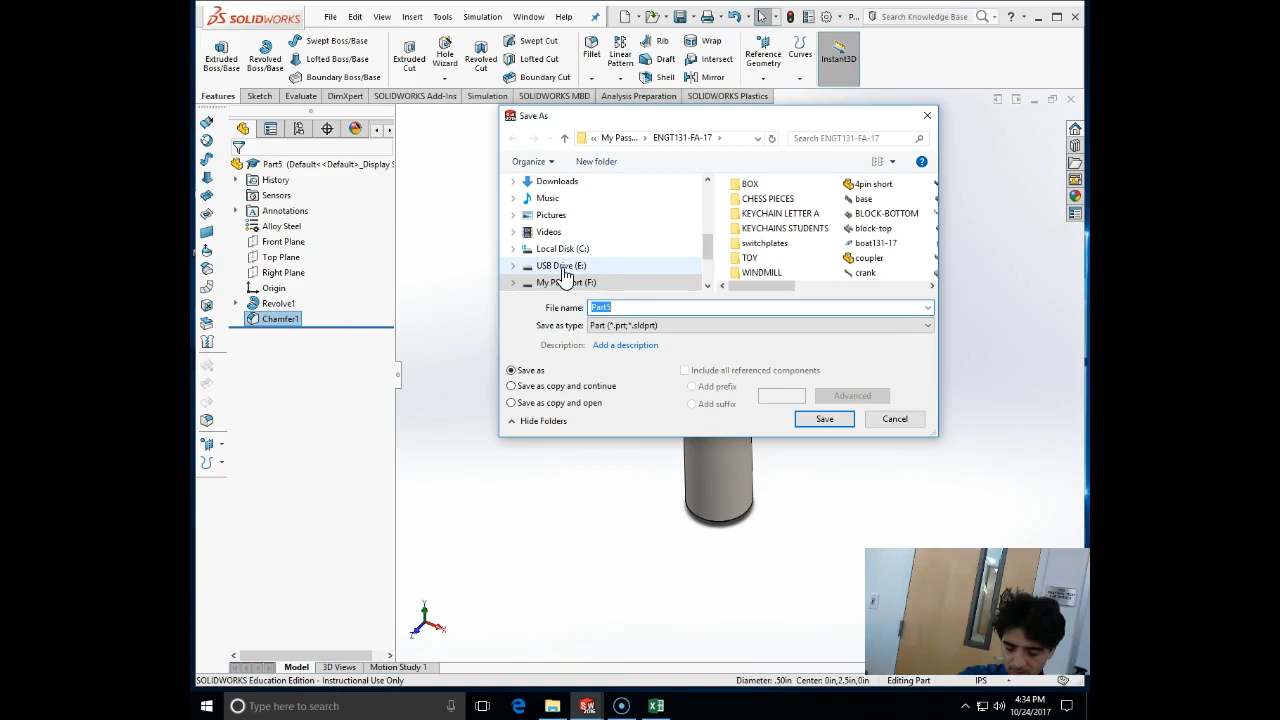 SOLIDWORKS File Edit View Insert Tools Simulation Window Help P... Search Knowledge Base
Extruded Boss/Base Revolved Boss/Base Swept Boss/Base Lofted Boss/Base Boundary Boss/Base Extruded Cut Hole Wizard Revolved Cut Swept Cut Lofted Cut Boundary Cut Fillet Linear Pattern Rib Draft Shell Wrap Intersect Mirror Reference Geometry Curves Instant3D
Features Sketch Evaluate DimXpert SOLIDWORKS Add-Ins Simulation SOLIDWORKS MBD Analysis Preparation SOLIDWORKS Plastics
Part5 (Default<<Default>_Display S
History
Sensors
Annotations
Alloy Steel
Front Plane
Top Plane
Right Plane
Origin
Revolve1
Chamfer1
Save As
« My Pass... > ENGT131-FA-17 > Search ENGT131-FA-17
Organize New folder
Downloads
Music
Pictures
Videos
Local Disk (C:)
USB Drive (E:)
BOX
CHESS PIECES
KEYCHAIN LETTER A
KEYCHAINS STUDENTS
switchplates
TOY
WINDMILL
4pin short
base
BLOCK-BOTTOM
block-top
boat131-17
coupler
crank
File name: Part5
Save as type: Part (*.prt;*.sldprt)
Description: Add a description
Save as
Save as copy and continue
Save as copy and open
Include all referenced components
Add prefix
Add suffix
Advanced
Hide Folders
Save Cancel
Y
X
Z
Model 3D Views Motion Study 1
SOLIDWORKS Education Edition - Instructional Use Only Diameter: .50in Center: 0in,2.5in,0in Editing Part IPS
Type here to search
4:34 PM
10/24/2017